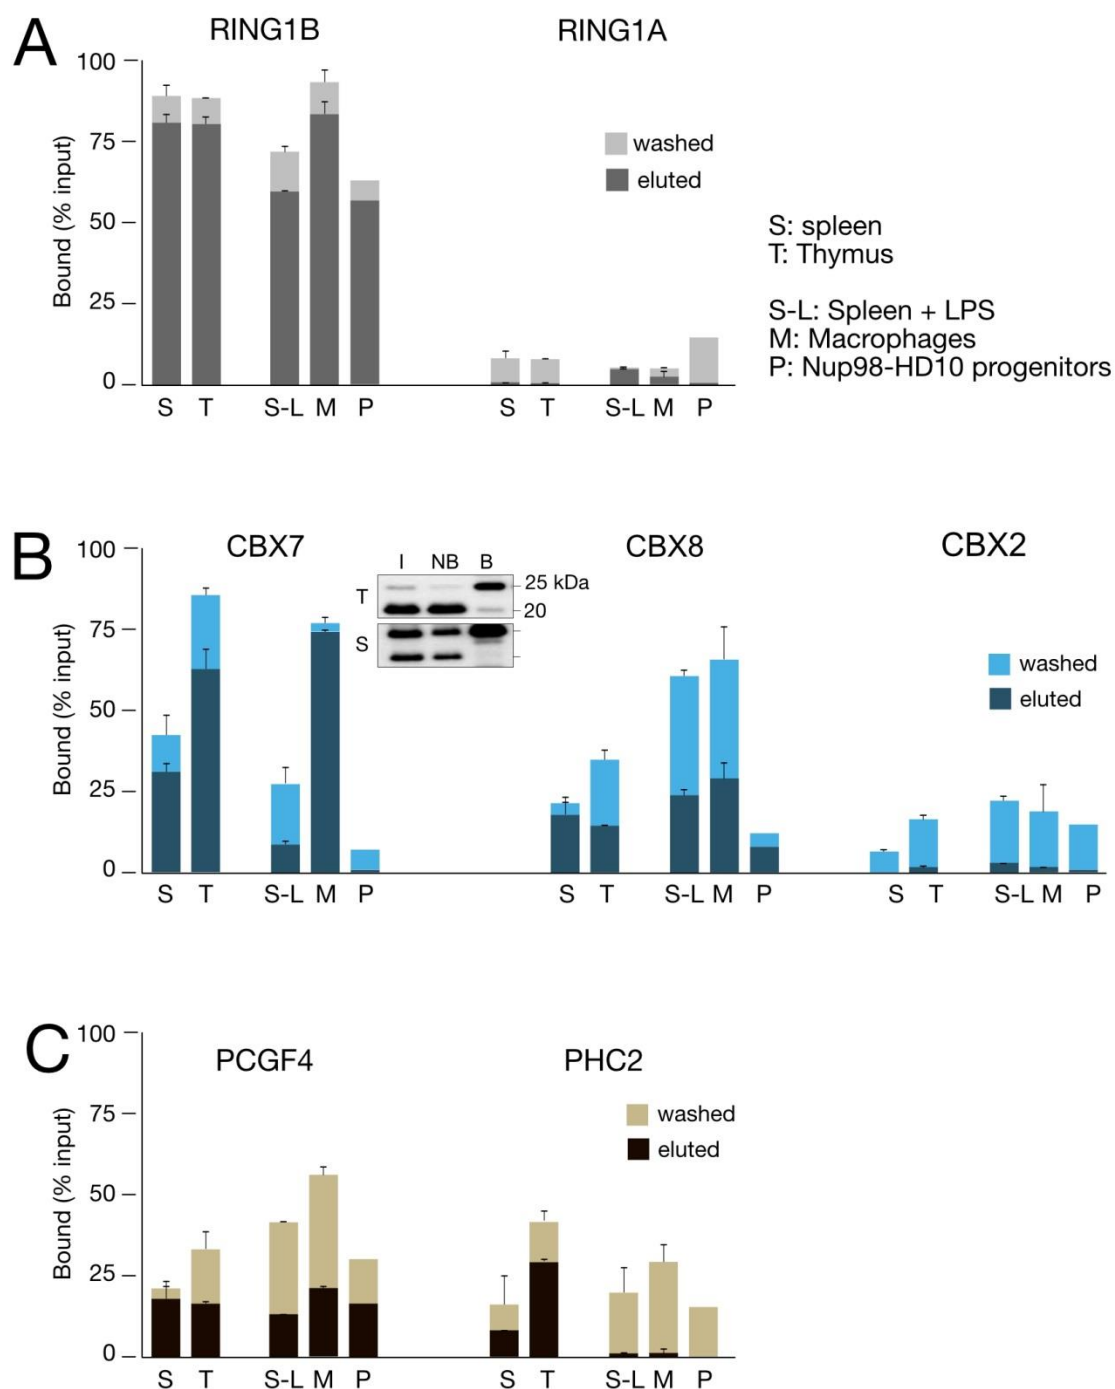 A
RING1B
RING1A
100
75
50
25
0
Bound (% input)
washed
eluted
S T S-L M P
S T S-L M P
S: spleen
T: Thymus
S-L: Spleen + LPS
M: Macrophages
P: Nup98-HD10 progenitors
B
CBX7
CBX8
CBX2
100
75
50
25
0
Bound (% input)
I NB B
T
25 kDa
20
S
washed
eluted
S T S-L M P
S T S-L M P
S T S-L M P
C
PCGF4
PHC2
100
75
50
25
0
Bound (% input)
washed
eluted
S T S-L M P
S T S-L M P